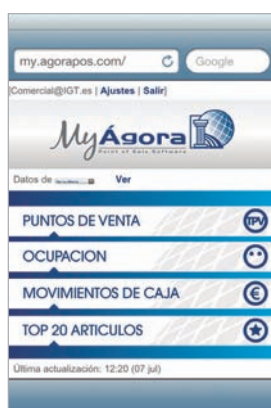 my.agorapos.com/ Google
[Comercial@IGT.es | Ajustes | Salir]
MyÁgora
Point of Sale Software
Datos de Ver
PUNTOS DE VENTA TPV
OCUPACION
MOVIMIENTOS DE CAJA €
TOP 20 ARTICULOS
Última actualización: 12:20 (07 jul)